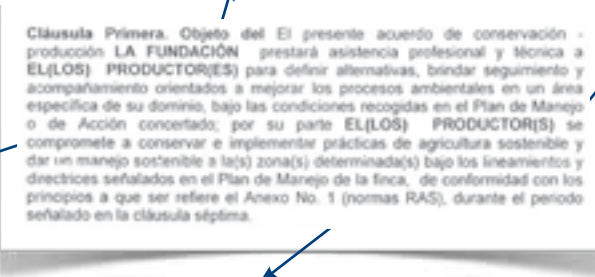 Cláusula Primera. Objeto del El presente acuerdo de conservación -
producción LA FUNDACIÓN prestará asistencia profesional y técnica a
EL(LOS) PRODUCTOR(ES) para definir alternativas, brindar seguimiento y
acompañamiento orientados a mejorar los procesos ambientales en un área
específica de su dominio, bajo las condiciones recogidas en el Plan de Manejo
o de Acción concertado; por su parte EL(LOS) PRODUCTOR(S) se
compromete a conservar e implementar prácticas de agricultura sostenible y
dar un manejo sostenible a la(s) zona(s) determinada(s) bajo los lineamientos y
directrices señalados en el Plan de Manejo de la finca, de conformidad con los
principios a que ser refiere el Anexo No. 1 (normas RAS), durante el periodo
señalado en la cláusula séptima.